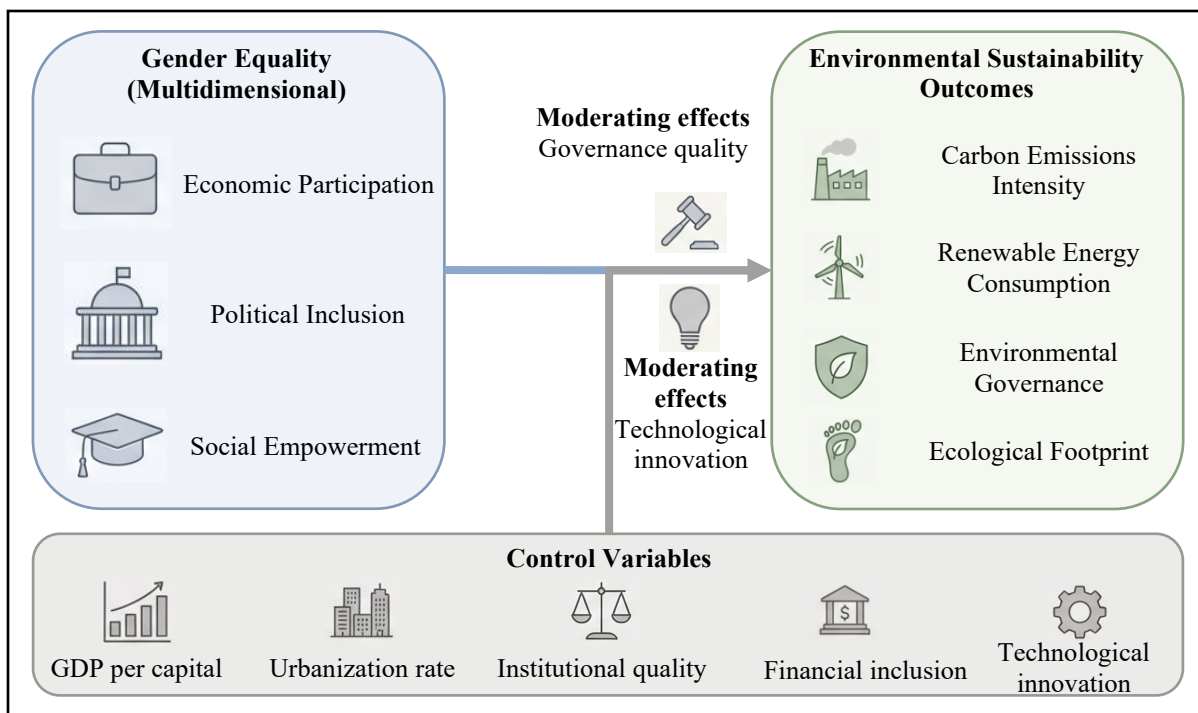 Gender Equality
(Multidimensional)
Economic Participation
Political Inclusion
Social Empowerment
Moderating effects
Governance quality
$
Moderating
effects
Technological
innovation
Environmental Sustainability
Outcomes
Carbon Emissions
Intensity
Renewable Energy
Consumption
Environmental
Governance
Ecological Footprint
Control Variables
GDP per capital
Urbanization rate
Institutional quality
Financial inclusion
Technological
innovation